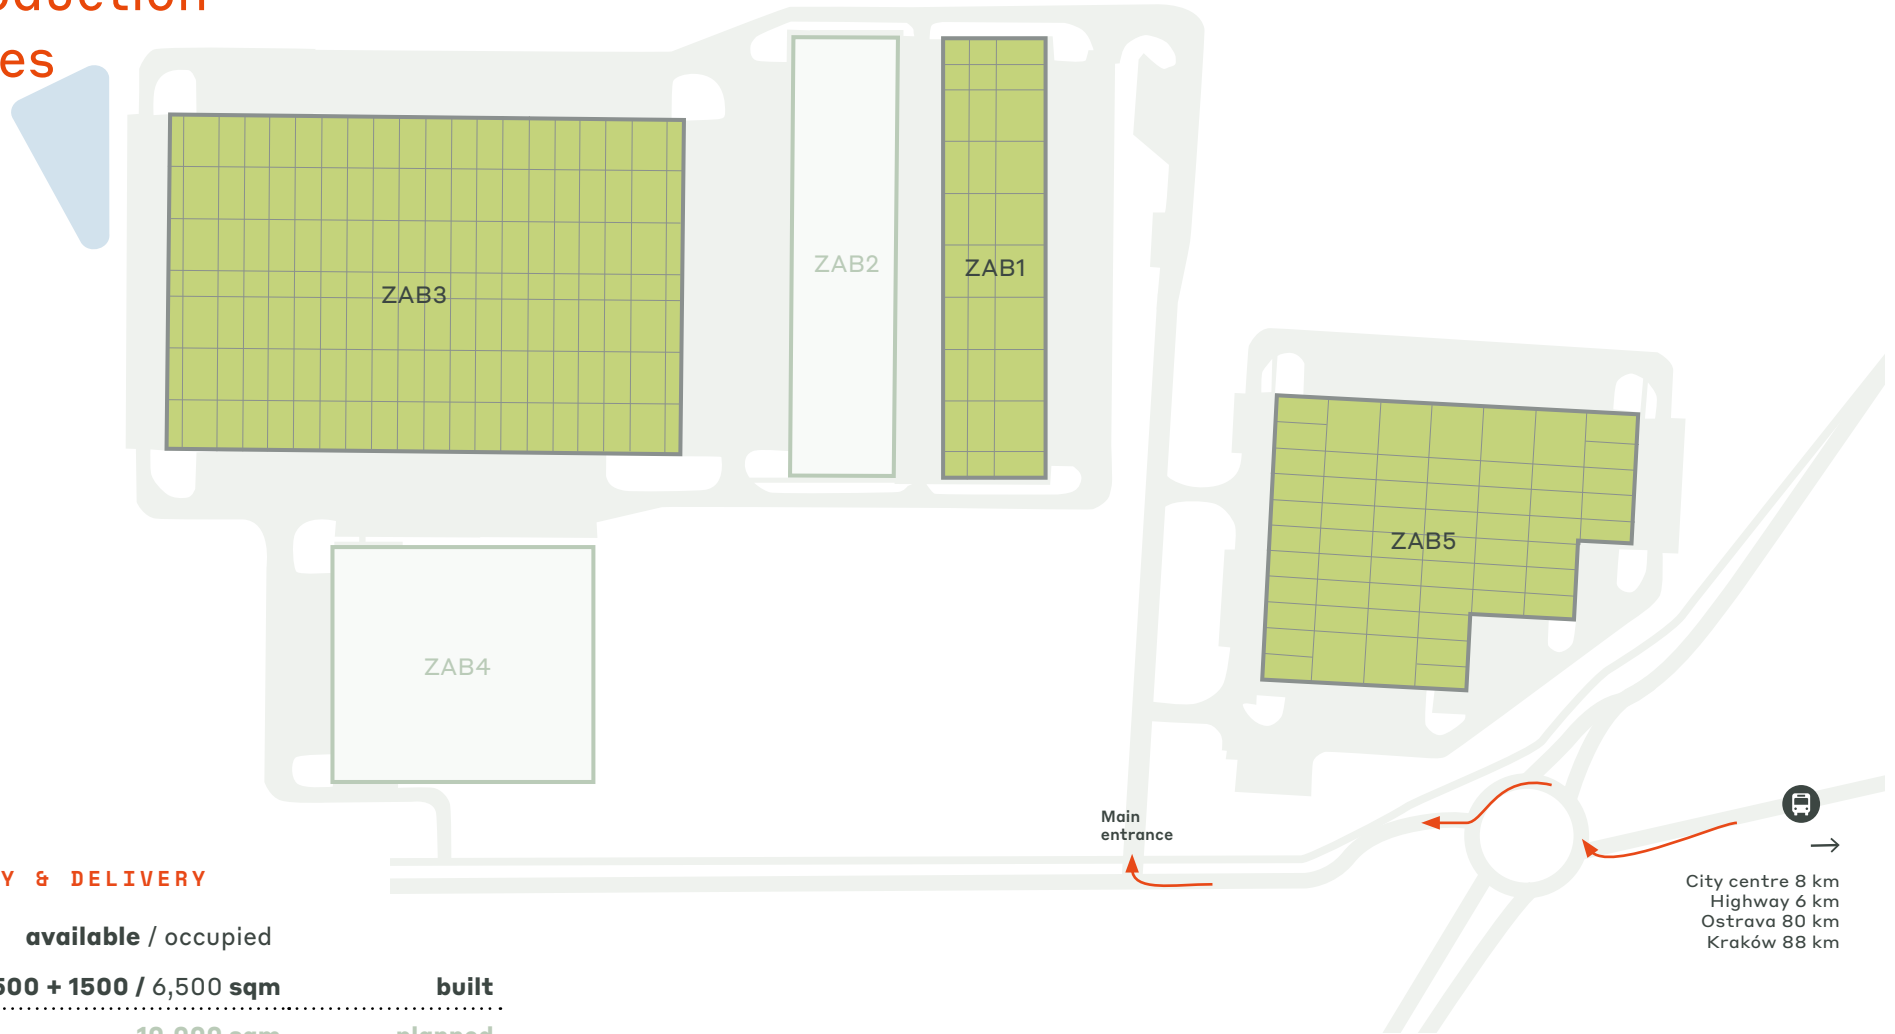 es
ZAB2
ZAB1
ZAB3
ZAB5
ZAB4
Main
entrance
City centre 8 km
Highway 6 km
Ostrava 80 km
Kraków 88 km
Y & DELIVERY
available / occupied
500 + 1500 / 6,500 sqm built